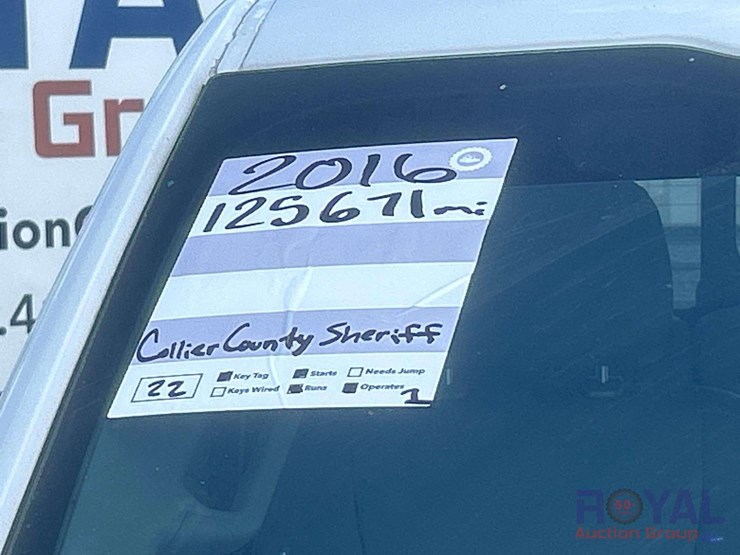 Gr
ion
.4
2016
125671 mi
Collier County Sheriff
22
Key Tag Starts Needs Jump
Keys Wired Runs Operates
1
ROYAL
Auction Group